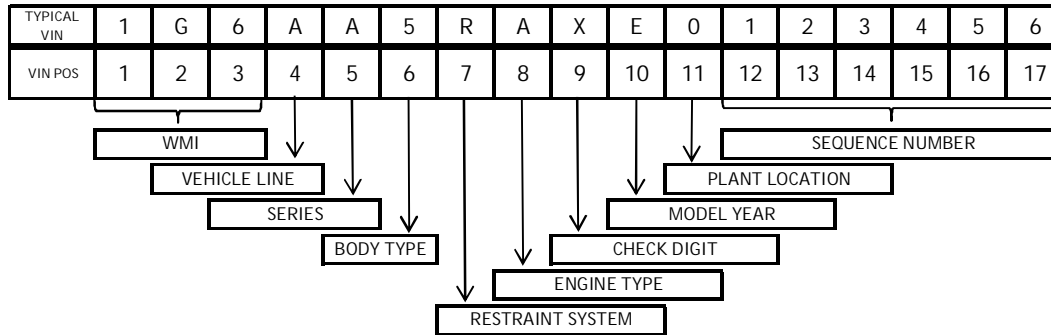 TYPICAL VIN 1 G 6 A A 5 R A X E 0 1 2 3 4 5 6
VIN POS 1 2 3 4 5 6 7 8 9 10 11 12 13 14 15 16 17
WMI SEQUENCE NUMBER
VEHICLE LINE PLANT LOCATION
SERIES MODEL YEAR
BODY TYPE CHECK DIGIT
ENGINE TYPE
RESTRAINT SYSTEM